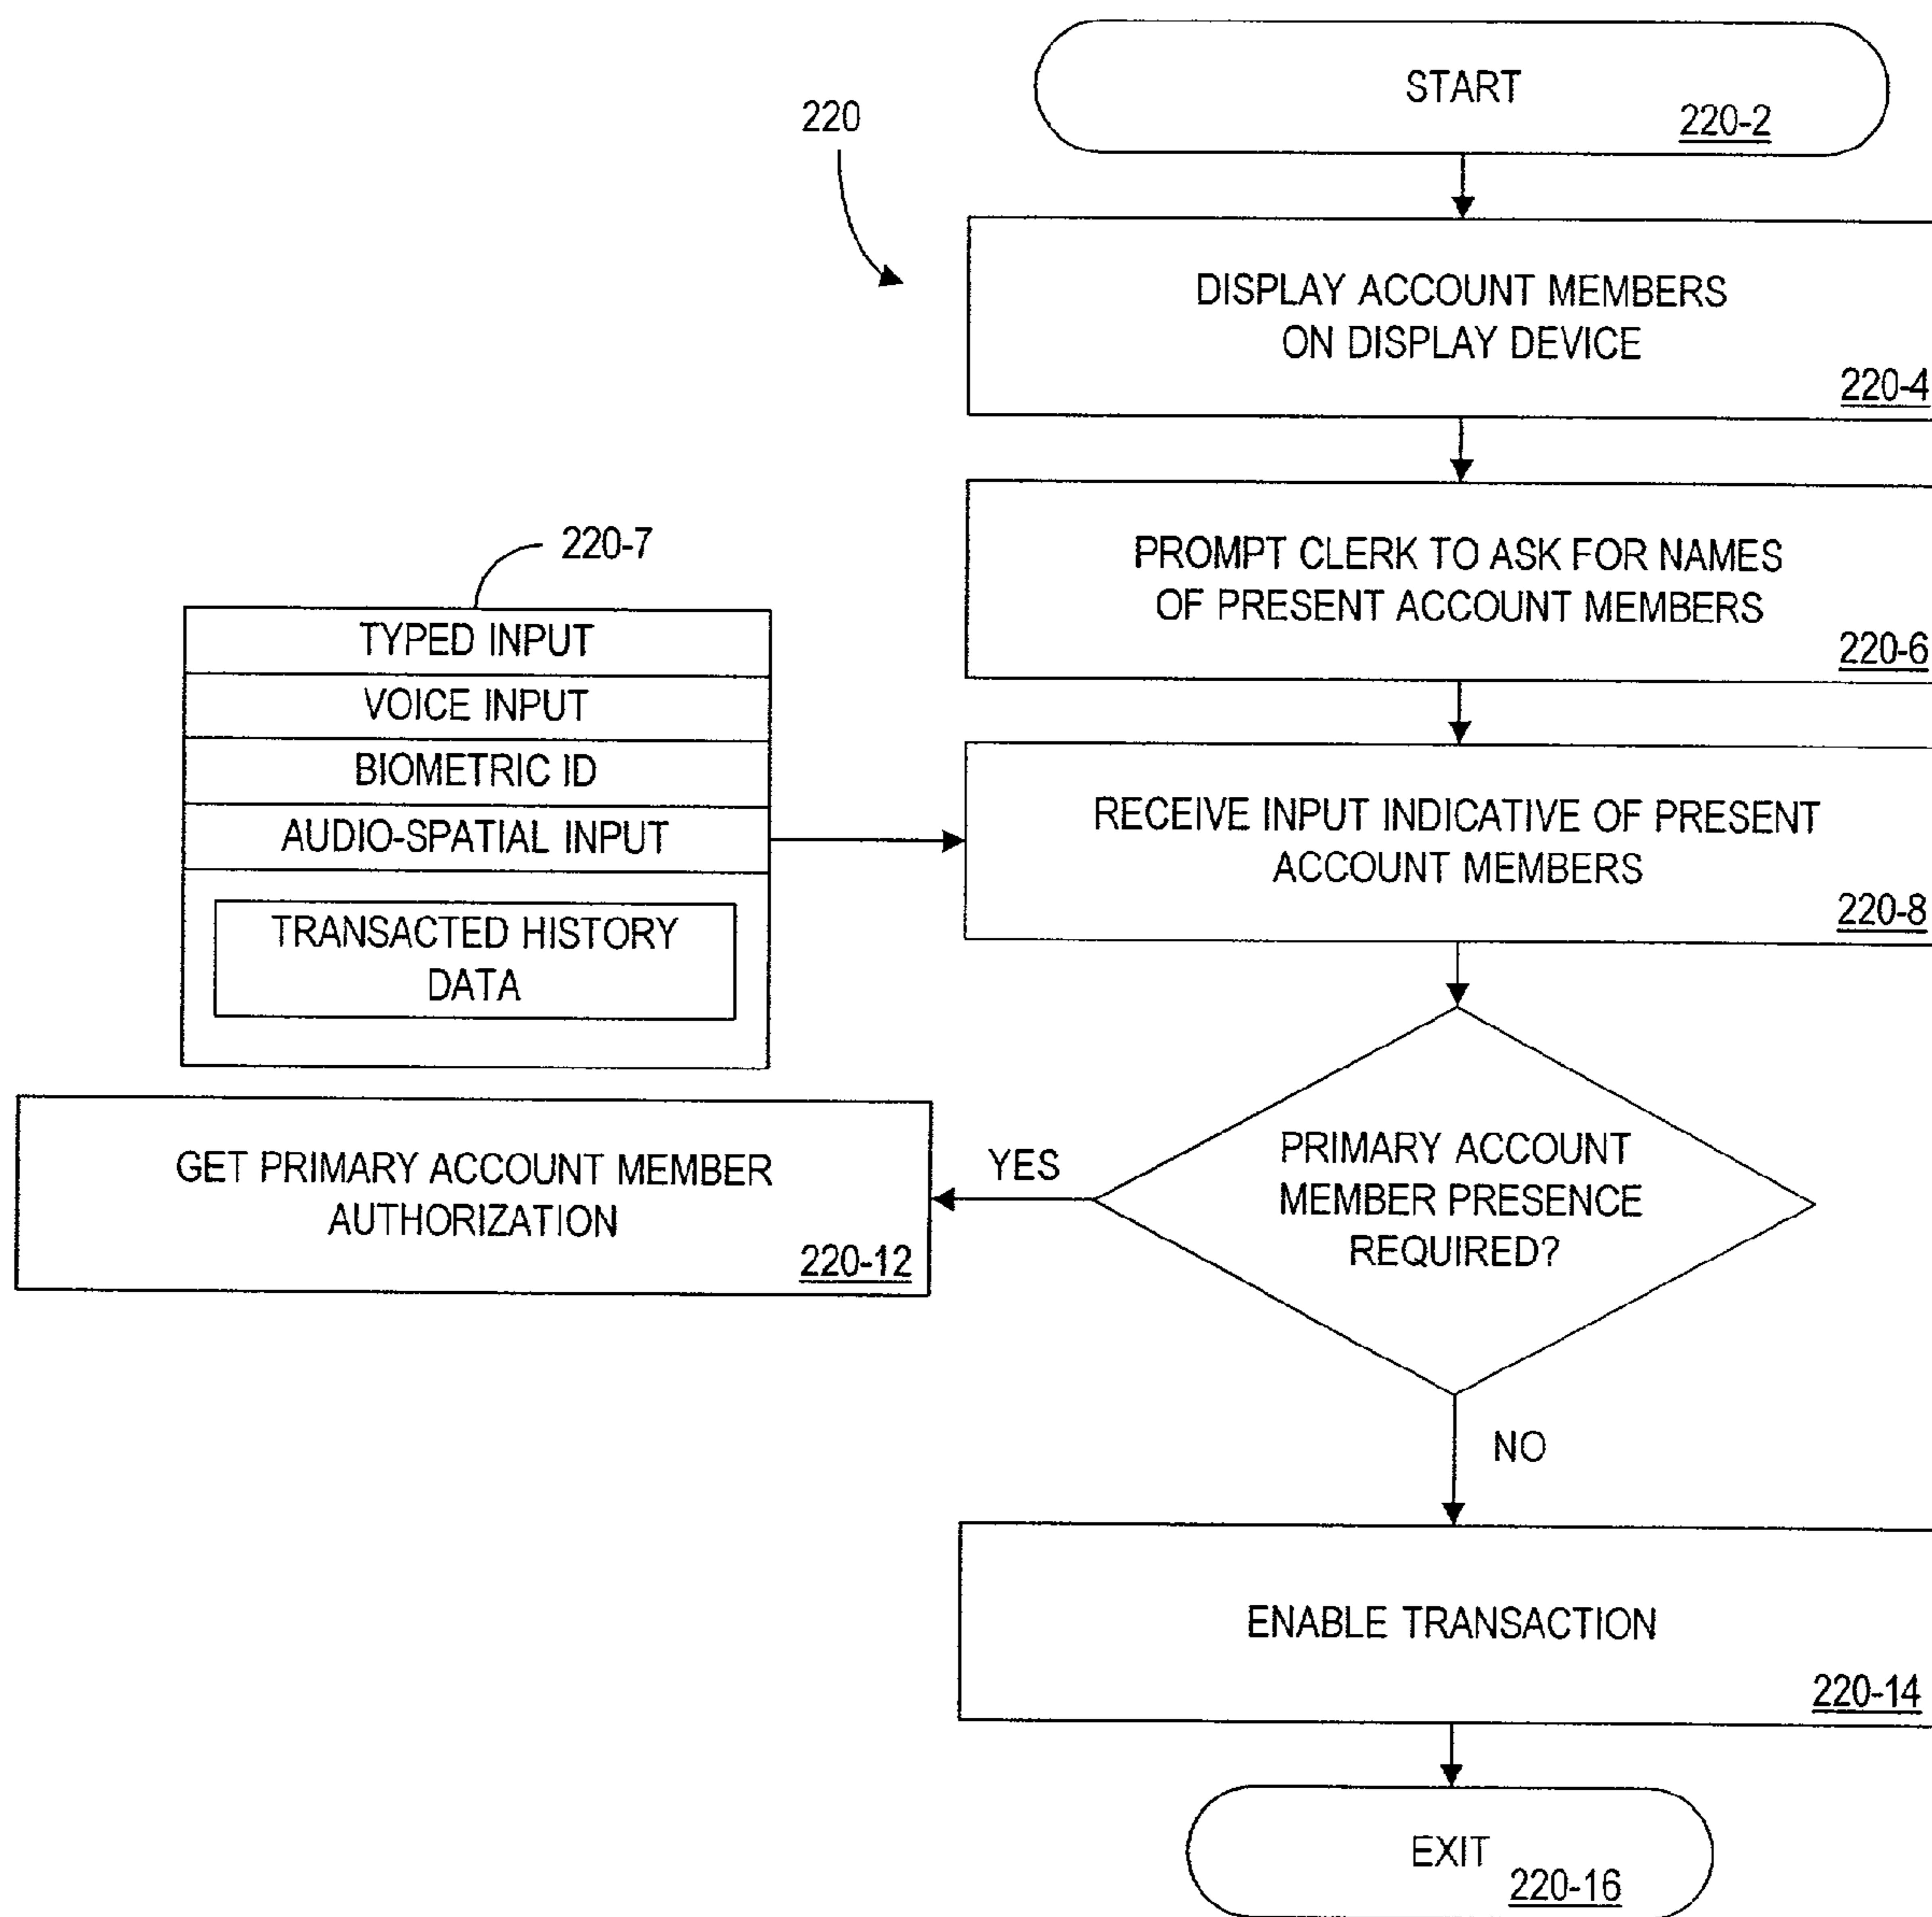 START
220-2
220
DISPLAY ACCOUNT MEMBERS
ON DISPLAY DEVICE
220-4
PROMPT CLERK TO ASK FOR NAMES
OF PRESENT ACCOUNT MEMBERS
220-6
220-7
TYPED INPUT
VOICE INPUT
BIOMETRIC ID
AUDIO-SPATIAL INPUT
TRANSACTED HISTORY
DATA
RECEIVE INPUT INDICATIVE OF PRESENT
ACCOUNT MEMBERS
220-8
PRIMARY ACCOUNT
MEMBER PRESENCE
REQUIRED?
YES
GET PRIMARY ACCOUNT MEMBER
AUTHORIZATION
220-12
NO
ENABLE TRANSACTION
220-14
EXIT
220-16